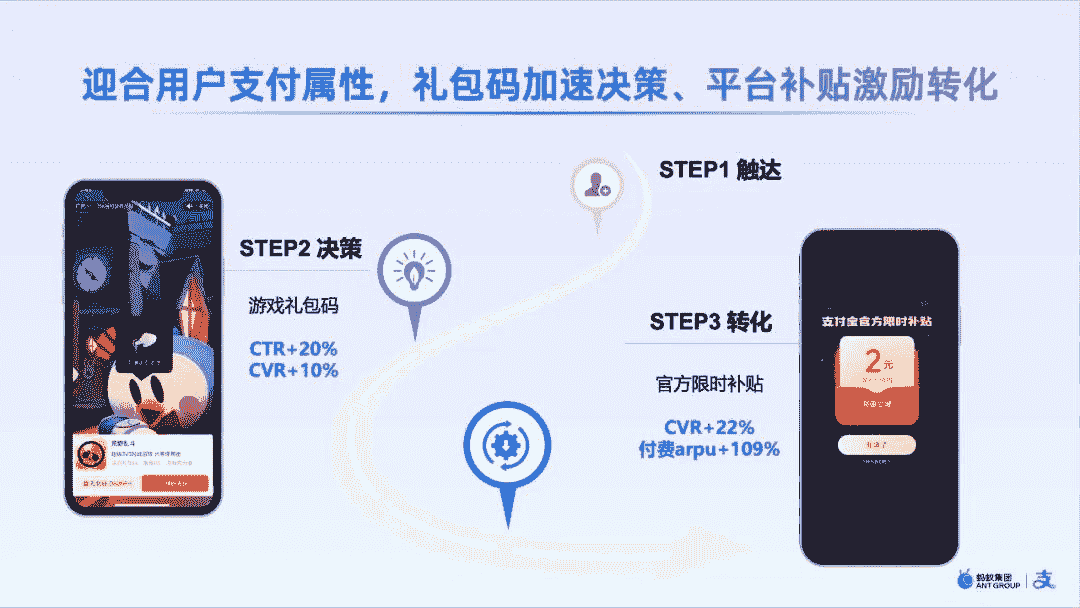 迎合用户支付属性，礼包码加速决策、平台补贴激励转化
STEP1 触达
STEP2 决策
游戏礼包码
CTR+20%
CVR+10%
STEP3 转化
官方限时补贴
CVR+22%
付费arpu+109%
支付宝官方限时补贴
2元
蚂蚁集团
ANT GROUP
支